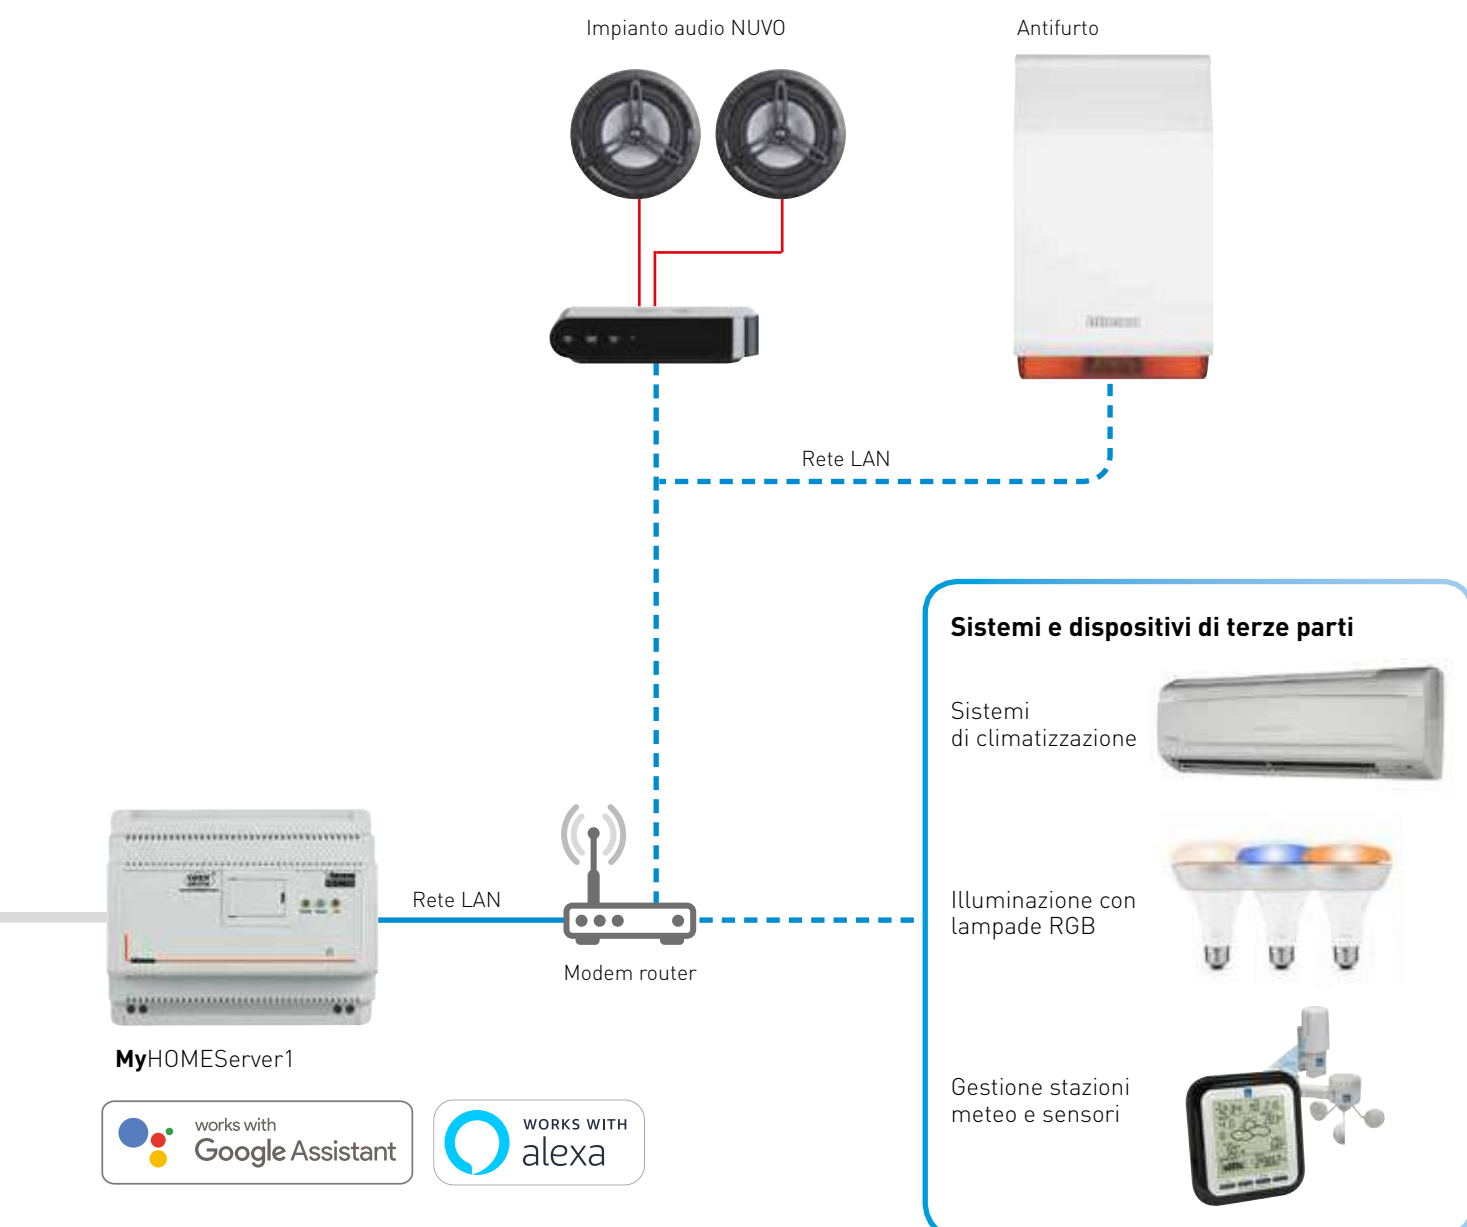 Impianto audio NUVO
Antifurto
Rete LAN
Sistemi e dispositivi di terze parti
Sistemi
di climatizzazione
Rete LAN
Illuminazione con
lampade RGB
Modem router
MyHOMEServer1
Gestione stazioni
meteo e sensori
works with
Google Assistant
WORKS WITH
alexa